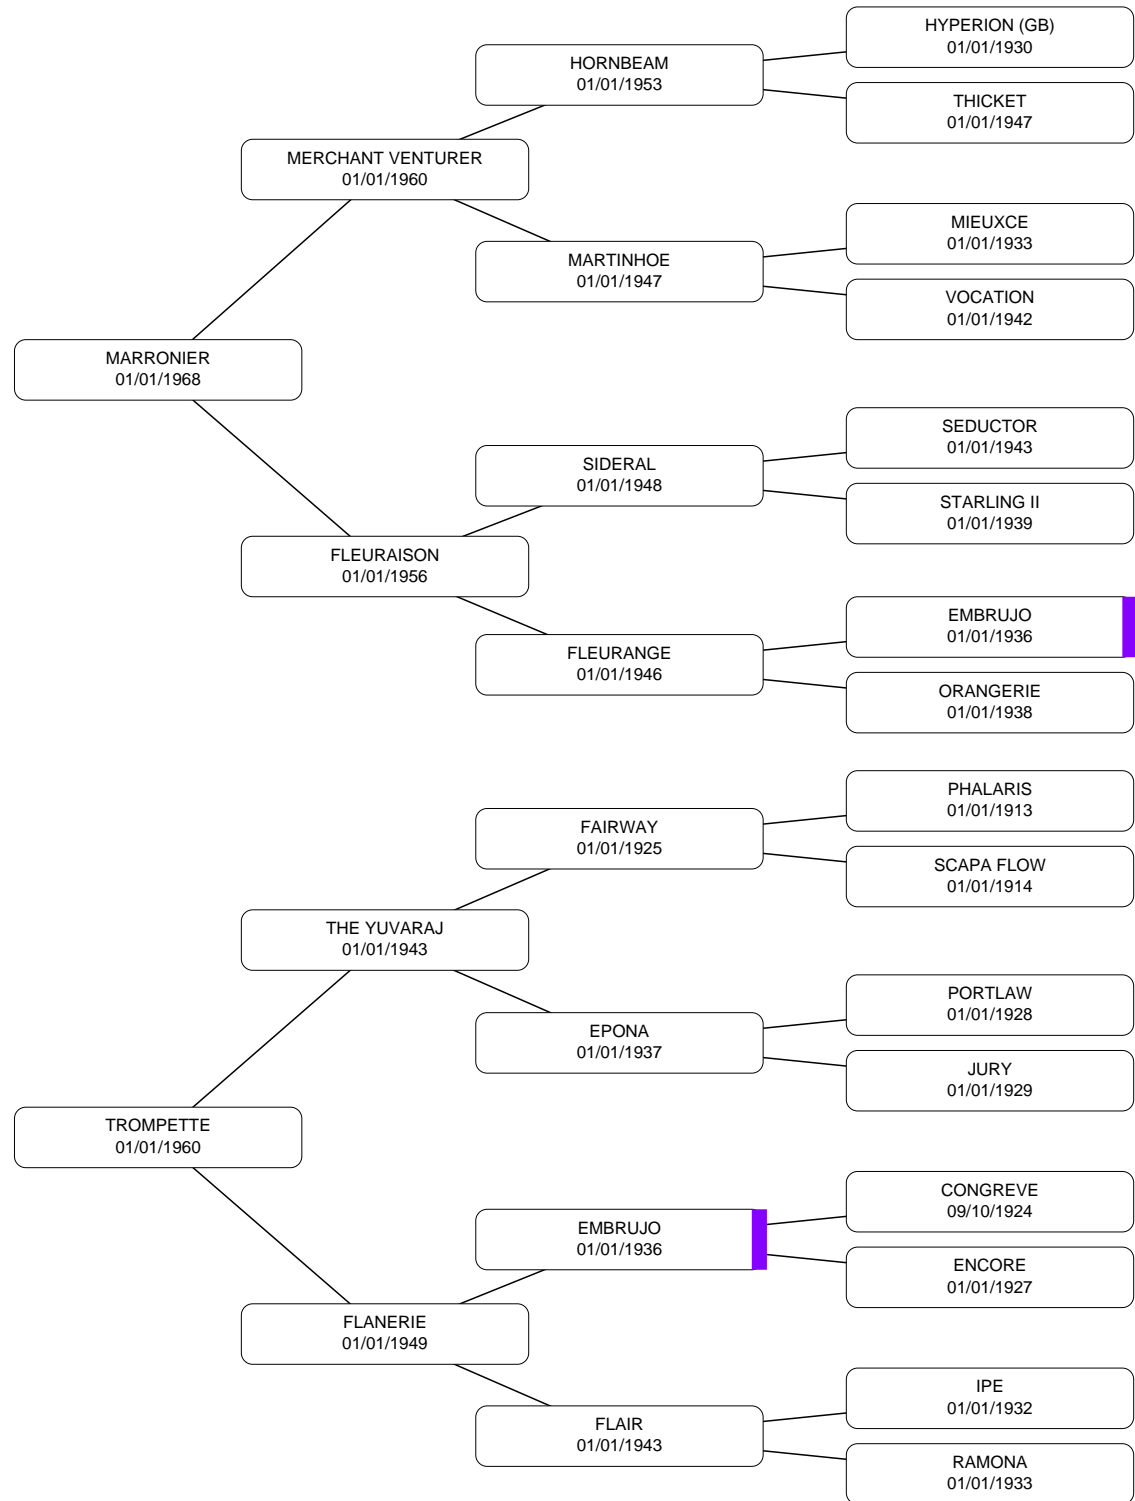 HYPERION (GB)
01/01/1930
HORNBEAM
01/01/1953
THICKET
01/01/1947
MERCHANT VENTURER
01/01/1960
MIEUXCE
01/01/1933
MARTINHOE
01/01/1947
VOCATION
01/01/1942
MARRONIER
01/01/1968
SEDUCTOR
01/01/1943
SIDERAL
01/01/1948
STARLING II
01/01/1939
FLEURAISON
01/01/1956
EMBRUJO
01/01/1936
FLEURANGE
01/01/1946
ORANGERIE
01/01/1938
PHALARIS
01/01/1913
FAIRWAY
01/01/1925
SCAPA FLOW
01/01/1914
THE YUVARAJ
01/01/1943
PORTLAW
01/01/1928
EPONA
01/01/1937
JURY
01/01/1929
TROMPETTE
01/01/1960
CONGREVE
09/10/1924
EMBRUJO
01/01/1936
ENCORE
01/01/1927
FLANERIE
01/01/1949
IPE
01/01/1932
FLAIR
01/01/1943
RAMONA
01/01/1933